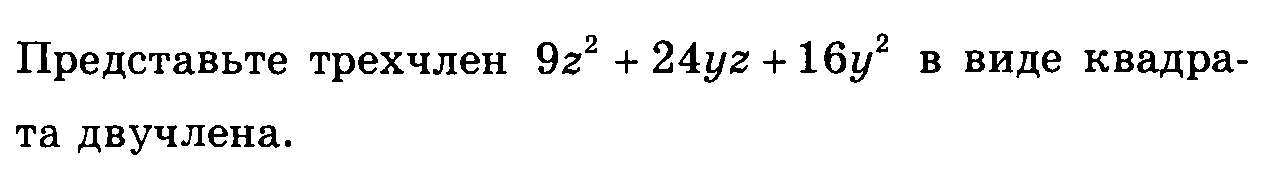 Представьте трехчлен 9z² + 24yz + 16y² в виде квадра-
та двучлена.